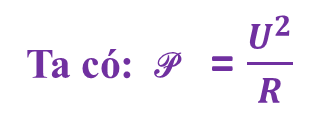 Ta có: 𝒫 = U²/R